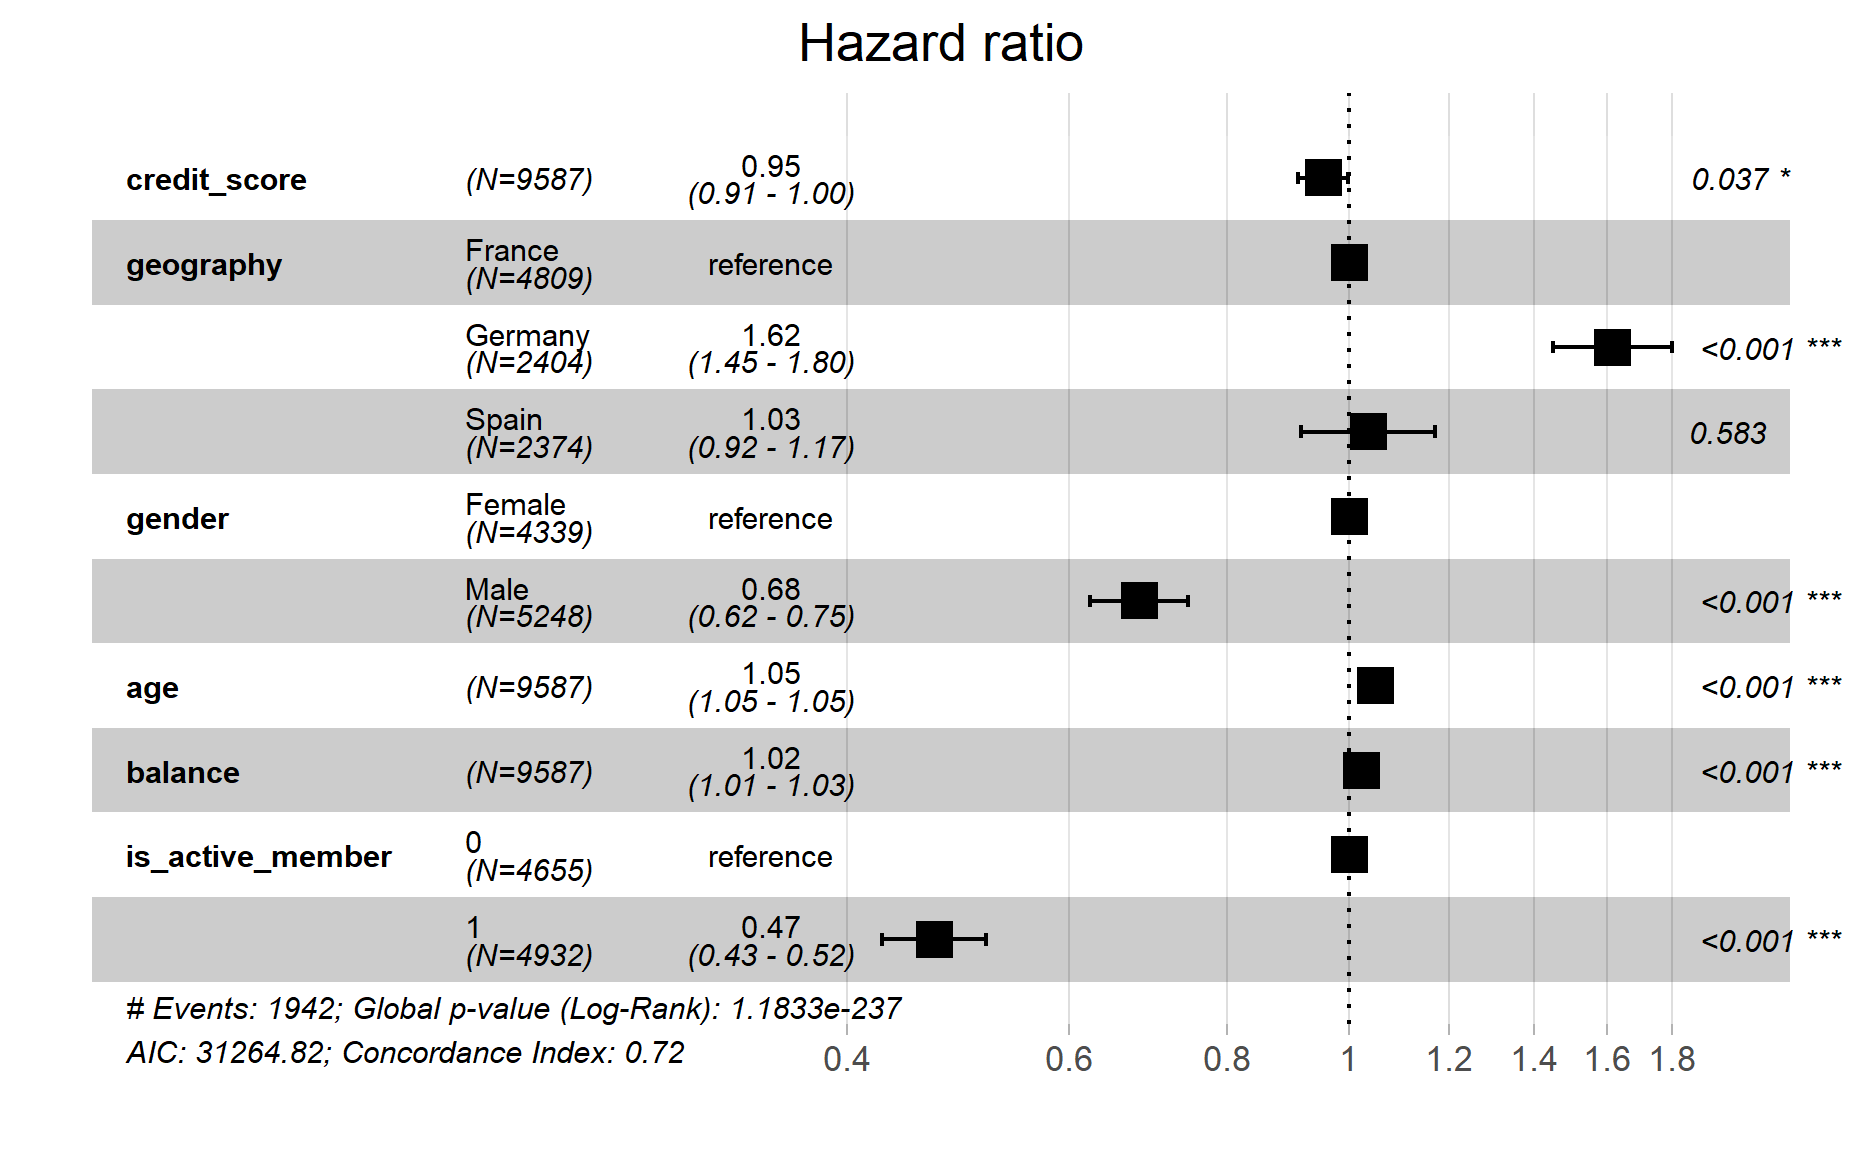 Hazard ratio
credit_score (N=9587) 0.95 (0.91 - 1.00) 0.037 *
geography France (N=4809) reference
Germany (N=2404) 1.62 (1.45 - 1.80) <0.001 ***
Spain (N=2374) 1.03 (0.92 - 1.17) 0.583
gender Female (N=4339) reference
Male (N=5248) 0.68 (0.62 - 0.75) <0.001 ***
age (N=9587) 1.05 (1.05 - 1.05) <0.001 ***
balance (N=9587) 1.02 (1.01 - 1.03) <0.001 ***
is_active_member 0 (N=4655) reference
1 (N=4932) 0.47 (0.43 - 0.52) <0.001 ***
# Events: 1942; Global p-value (Log-Rank): 1.1833e-237
AIC: 31264.82; Concordance Index: 0.72
0.4 0.6 0.8 1 1.2 1.4 1.6 1.8